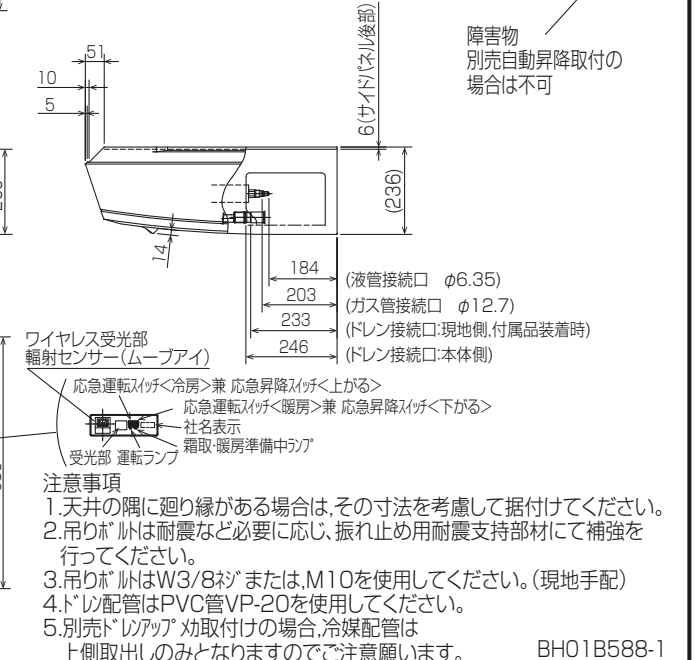 障害物
別売自動昇降取付の
場合は不可
51
10
5
6(サイドパネル後部)
(236)
14
184 (液管接続口 φ6.35)
203 (ガス管接続口 φ12.7)
233 (ドレン接続口:現地側,付属品装着時)
246 (ドレン接続口:本体側)
ワイヤレス受光部
輻射センサー(ムーブアイ)
応急運転スイッチ<冷房>兼 応急昇降スイッチ<上がる>
応急運転スイッチ<暖房>兼 応急昇降スイッチ<下がる>
社名表示
霜取・暖房準備中ランプ
受光部 運転ランプ
注意事項
1.天井の隅に廻り縁がある場合は,その寸法を考慮して据付けてください。
2.吊りボルトは耐震など必要に応じ、振れ止め用耐震支持部材にて補強を
行ってください。
3.吊りボルトはW3/8ネジまたは,M10を使用してください。(現地手配)
4.ドレン配管はPVC管VP-20を使用してください。
5.別売ドレンアップメカ取付けの場合,冷媒配管は
上側取出しのみとなりますのでご注意願います。
BH01B588-1